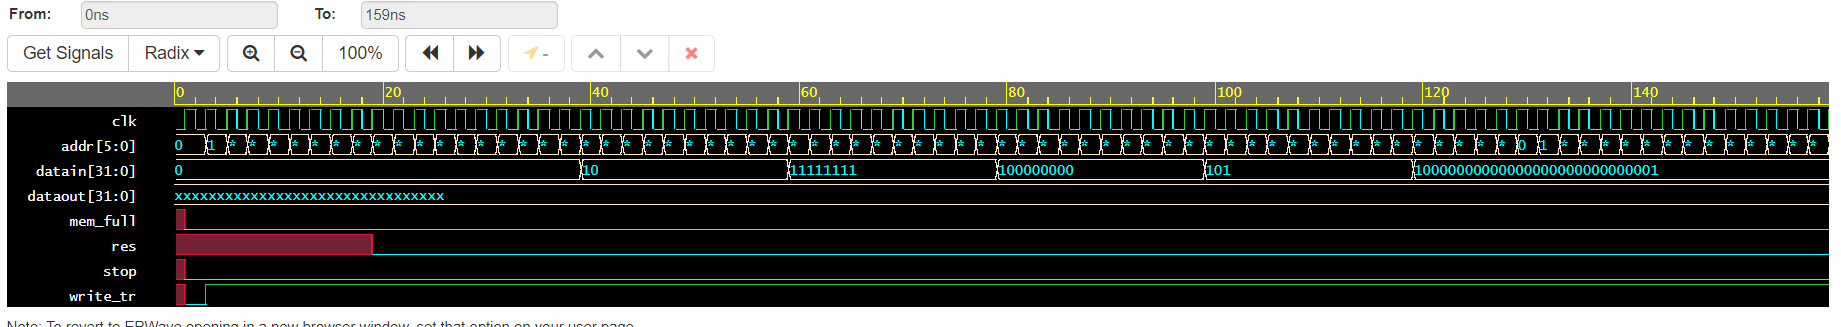 From: 0ns To: 159ns
Get Signals Radix 100% -
0 20 40 60 80 100 120 140
clk
addr[5:0] 0 1 * * * * * * * * * * * * * * * * * * * * * * * * * * * * * * * * * * * * * * * * * * * * * * * * * * * * * * * * * * * * * * 0 1 * * * * * * * * * * * * *
datain[31:0] 0 10 11111111 100000000 101 10000000000000000000000000001
dataout[31:0] xxxxxxxxxxxxxxxxxxxxxxxxxxxxxxxx
mem_full
res
stop
write_tr
Note: To revert to EPWave opening in a new browser window, set that option on your user page.